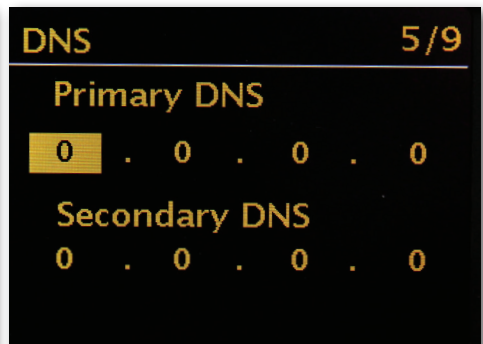 DNS 5/9
Primary DNS
0 . 0 . 0 . 0
Secondary DNS
0 . 0 . 0 . 0